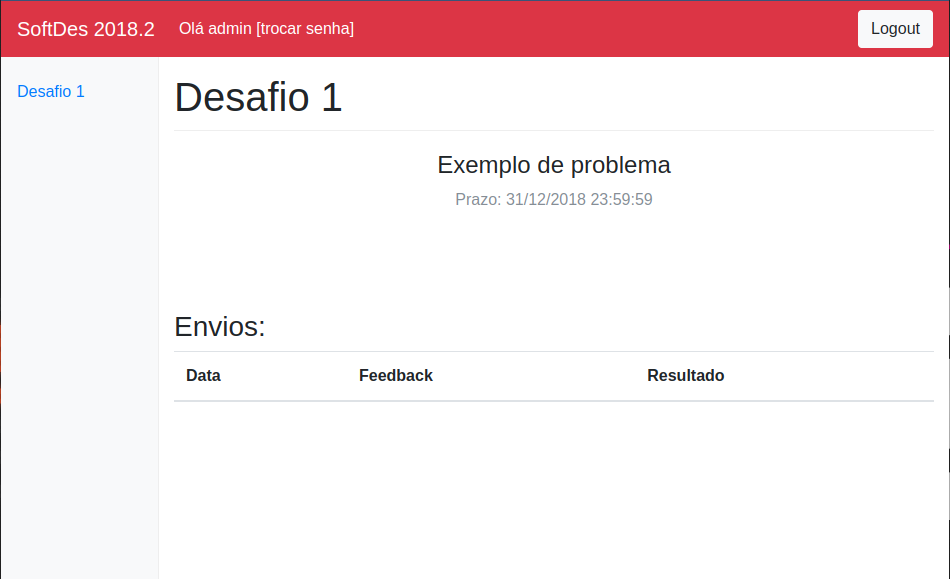 SoftDes 2018.2 Olá admin [trocar senha] Logout
Desafio 1
Desafio 1
Exemplo de problema
Prazo: 31/12/2018 23:59:59
Envios:
Data Feedback Resultado